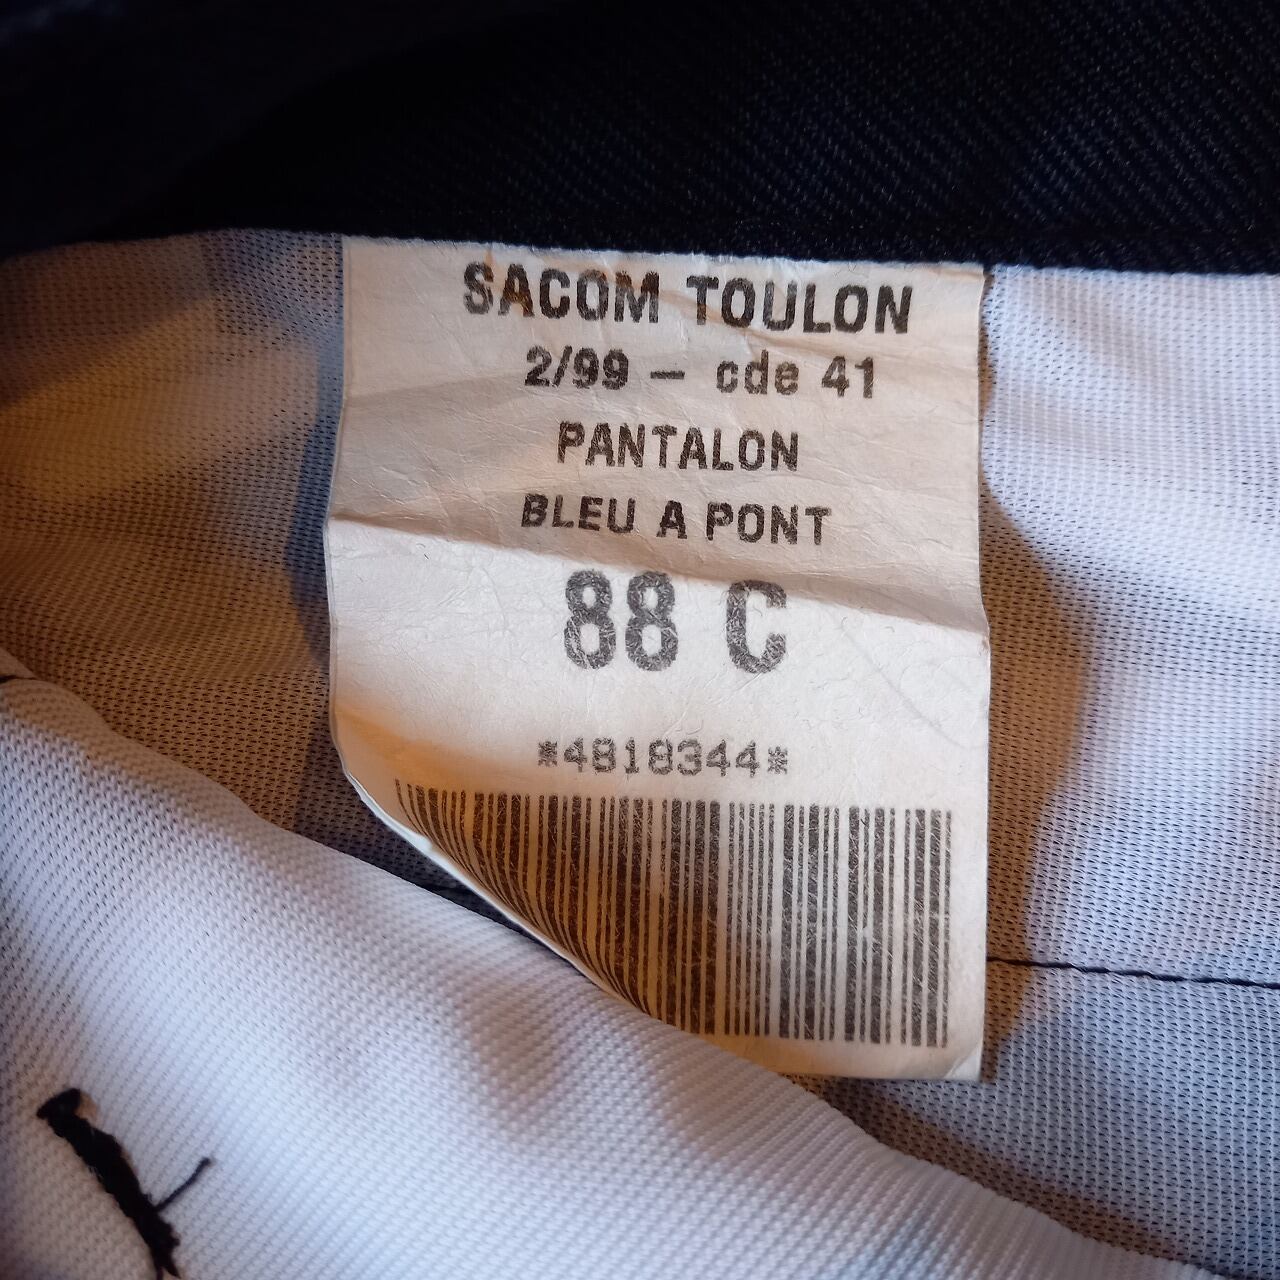 SACOM TOULON
2/99 – cde 41
PANTALON
BLEU A PONT
88 C
*4818344*